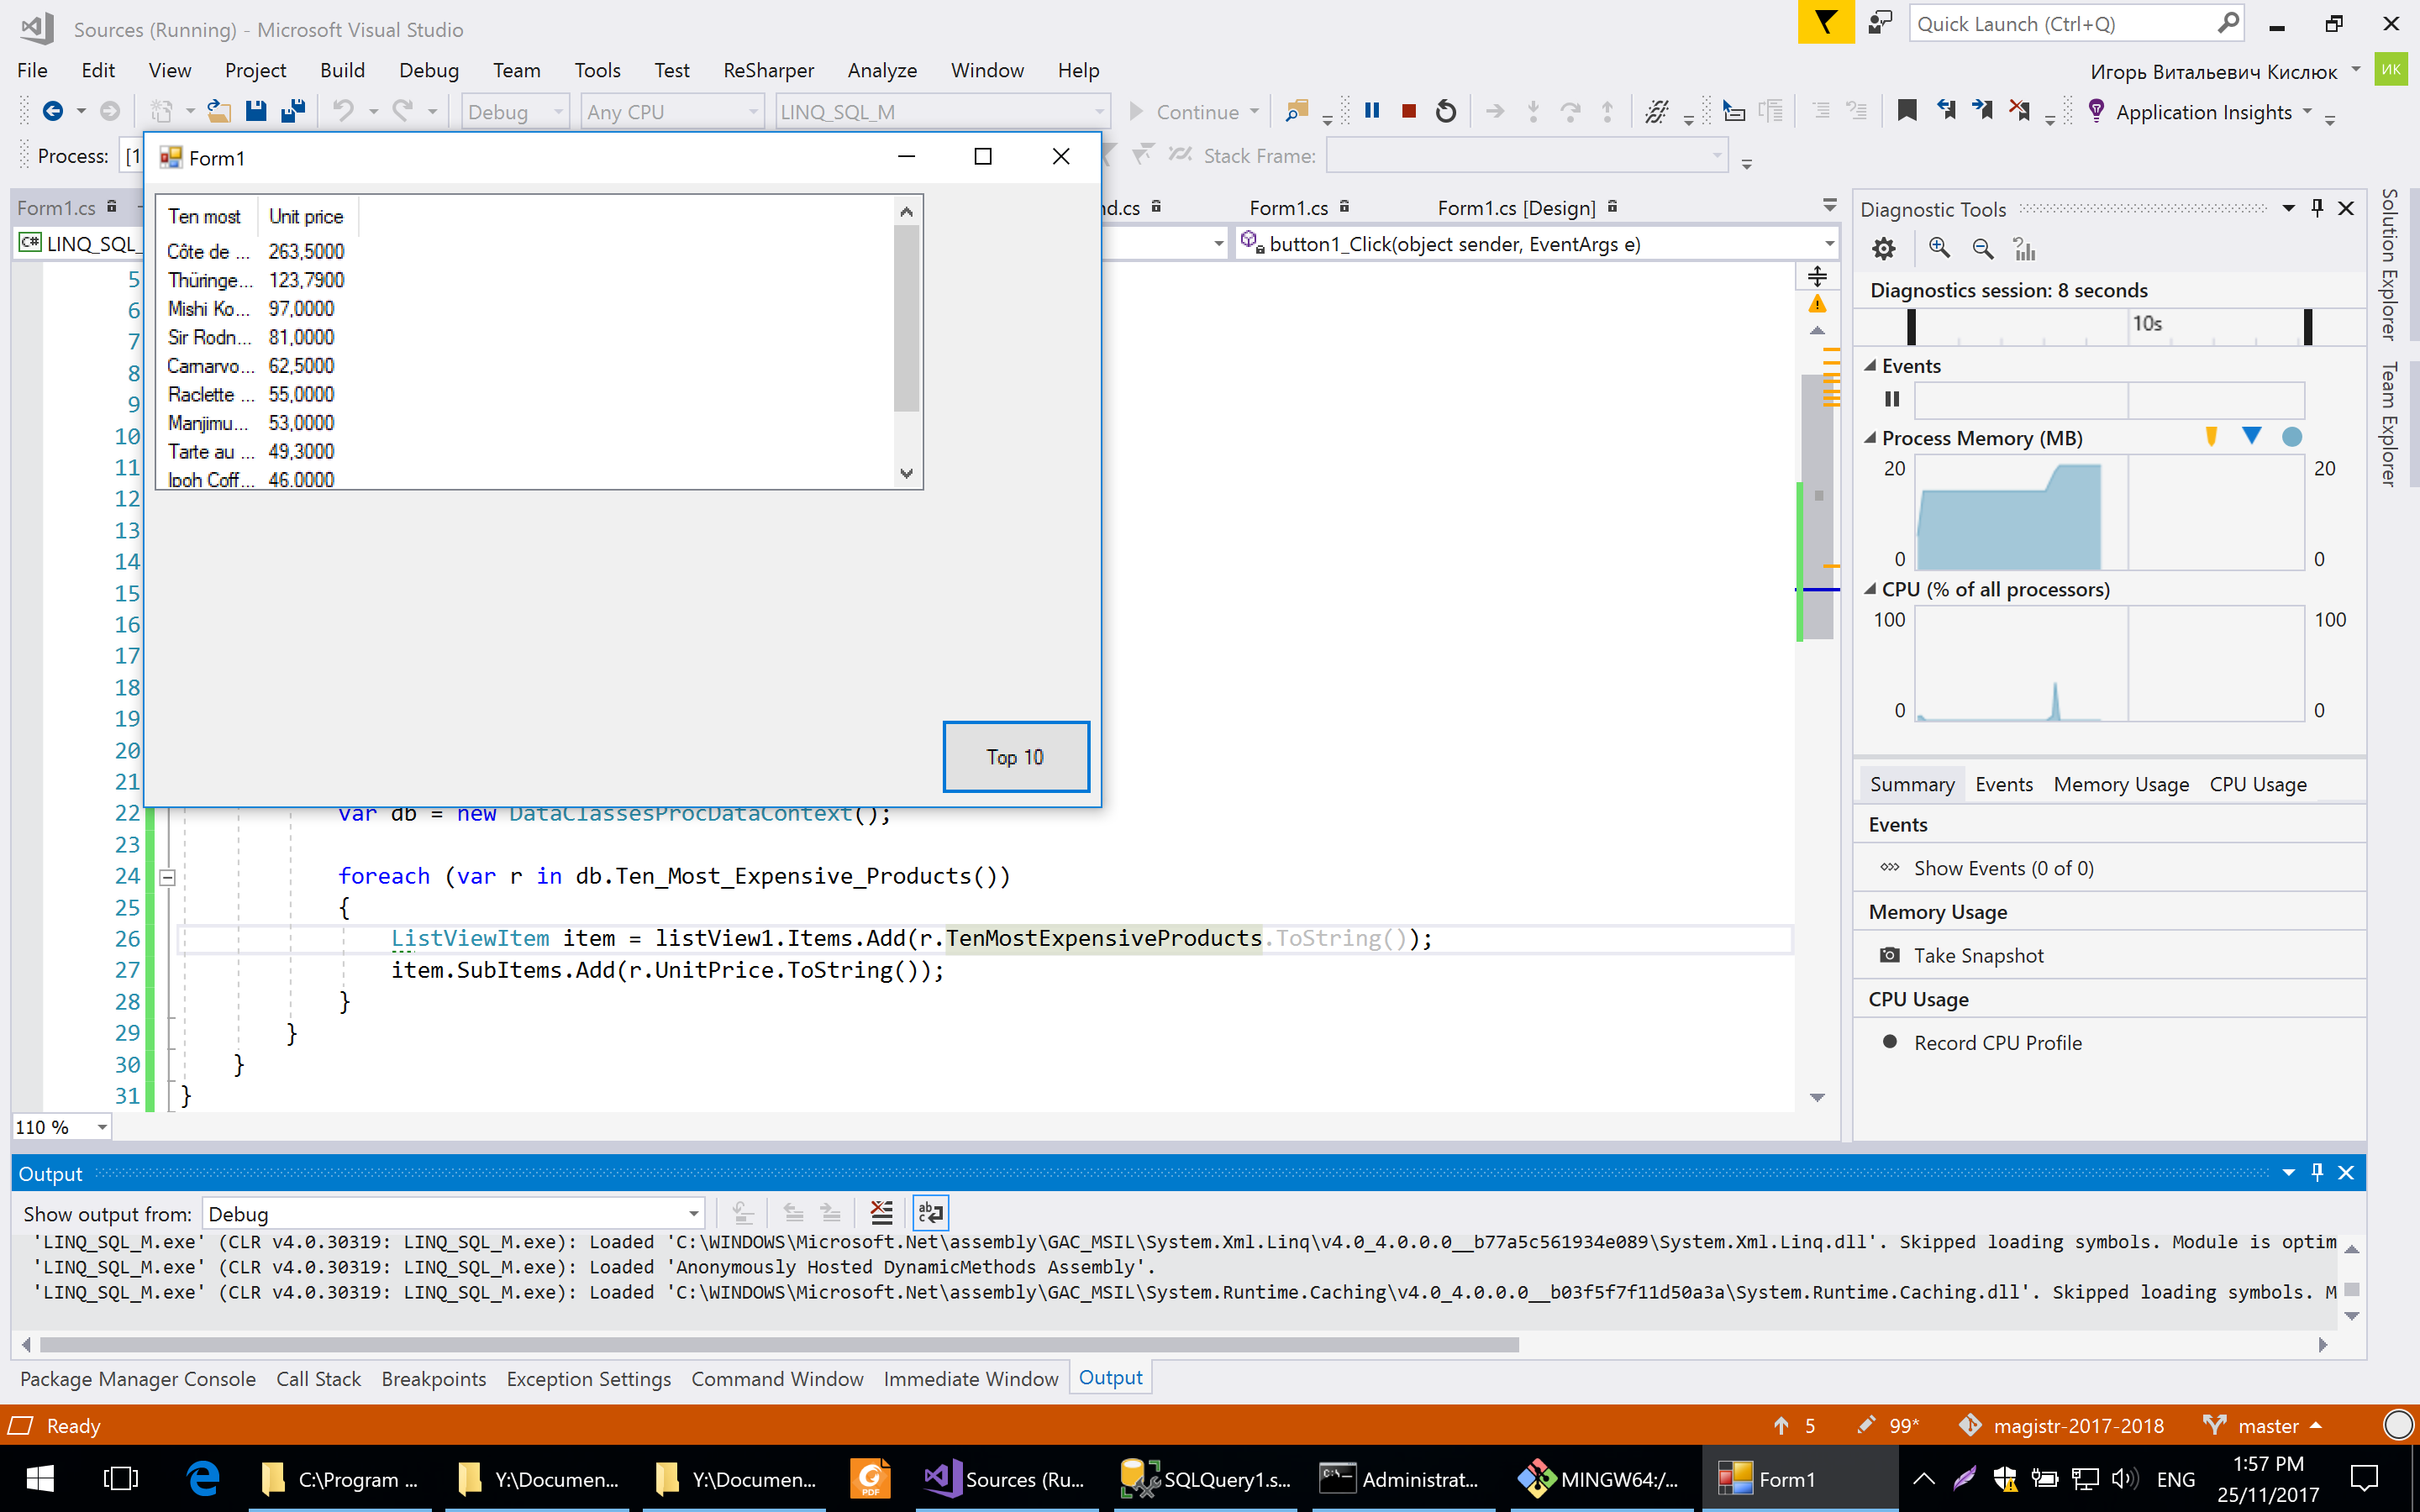 Sources (Running) - Microsoft Visual Studio
Quick Launch (Ctrl+Q)
File Edit View Project Build Debug Team Tools Test ReSharper Analyze Window Help
Игорь Витальевич Кислюк
ИК
Debug Any CPU LINQ_SQL_M Continue Application Insights
Process: [1 Stack Frame:
Form1
Form1.cs nd.cs Form1.cs Form1.cs [Design]
C# LINQ_SQL_ button1_Click(object sender, EventArgs e)
Ten most Unit price
Côte de ... 263,5000
Thüringe... 123,7900
Mishi Ko... 97,0000
Sir Rodn... 81,0000
Carnarvo... 62,5000
Raclette ... 55,0000
Manjimu... 53,0000
Tarte au ... 49,3000
Ipoh Coff... 46,0000
Top 10
5
6
7
8
9
10
11
12
13
14
15
16
17
18
19
20
21
22 var db = new DataClassesProcDataContext();
23
24 foreach (var r in db.Ten_Most_Expensive_Products())
25 {
26 ListViewItem item = listView1.Items.Add(r.TenMostExpensiveProducts.ToString());
27 item.SubItems.Add(r.UnitPrice.ToString());
28 }
29 }
30 }
31 }
110 %
Diagnostic Tools
Diagnostics session: 8 seconds
10s
Events
Process Memory (MB)
20 20
0 0
CPU (% of all processors)
100 100
0 0
Summary Events Memory Usage CPU Usage
Events
Show Events (0 of 0)
Memory Usage
Take Snapshot
CPU Usage
Record CPU Profile
Solution Explorer
Team Explorer
Output
Show output from: Debug
'LINQ_SQL_M.exe' (CLR v4.0.30319: LINQ_SQL_M.exe): Loaded 'C:\WINDOWS\Microsoft.Net\assembly\GAC_MSIL\System.Xml.Linq\v4.0_4.0.0.0__b77a5c561934e089\System.Xml.Linq.dll'. Skipped loading symbols. Module is optim
'LINQ_SQL_M.exe' (CLR v4.0.30319: LINQ_SQL_M.exe): Loaded 'Anonymously Hosted DynamicMethods Assembly'.
'LINQ_SQL_M.exe' (CLR v4.0.30319: LINQ_SQL_M.exe): Loaded 'C:\WINDOWS\Microsoft.Net\assembly\GAC_MSIL\System.Runtime.Caching\v4.0_4.0.0.0__b03f5f7f11d50a3a\System.Runtime.Caching.dll'. Skipped loading symbols. M
Package Manager Console Call Stack Breakpoints Exception Settings Command Window Immediate Window Output
Ready 5 99* magistr-2017-2018 master
C:\Program ... Y:\Documen... Y:\Documen... PDF Sources (Ru... SQLQuery1.s... Administrat... MINGW64:/... Form1 ENG
1:57 PM
25/11/2017